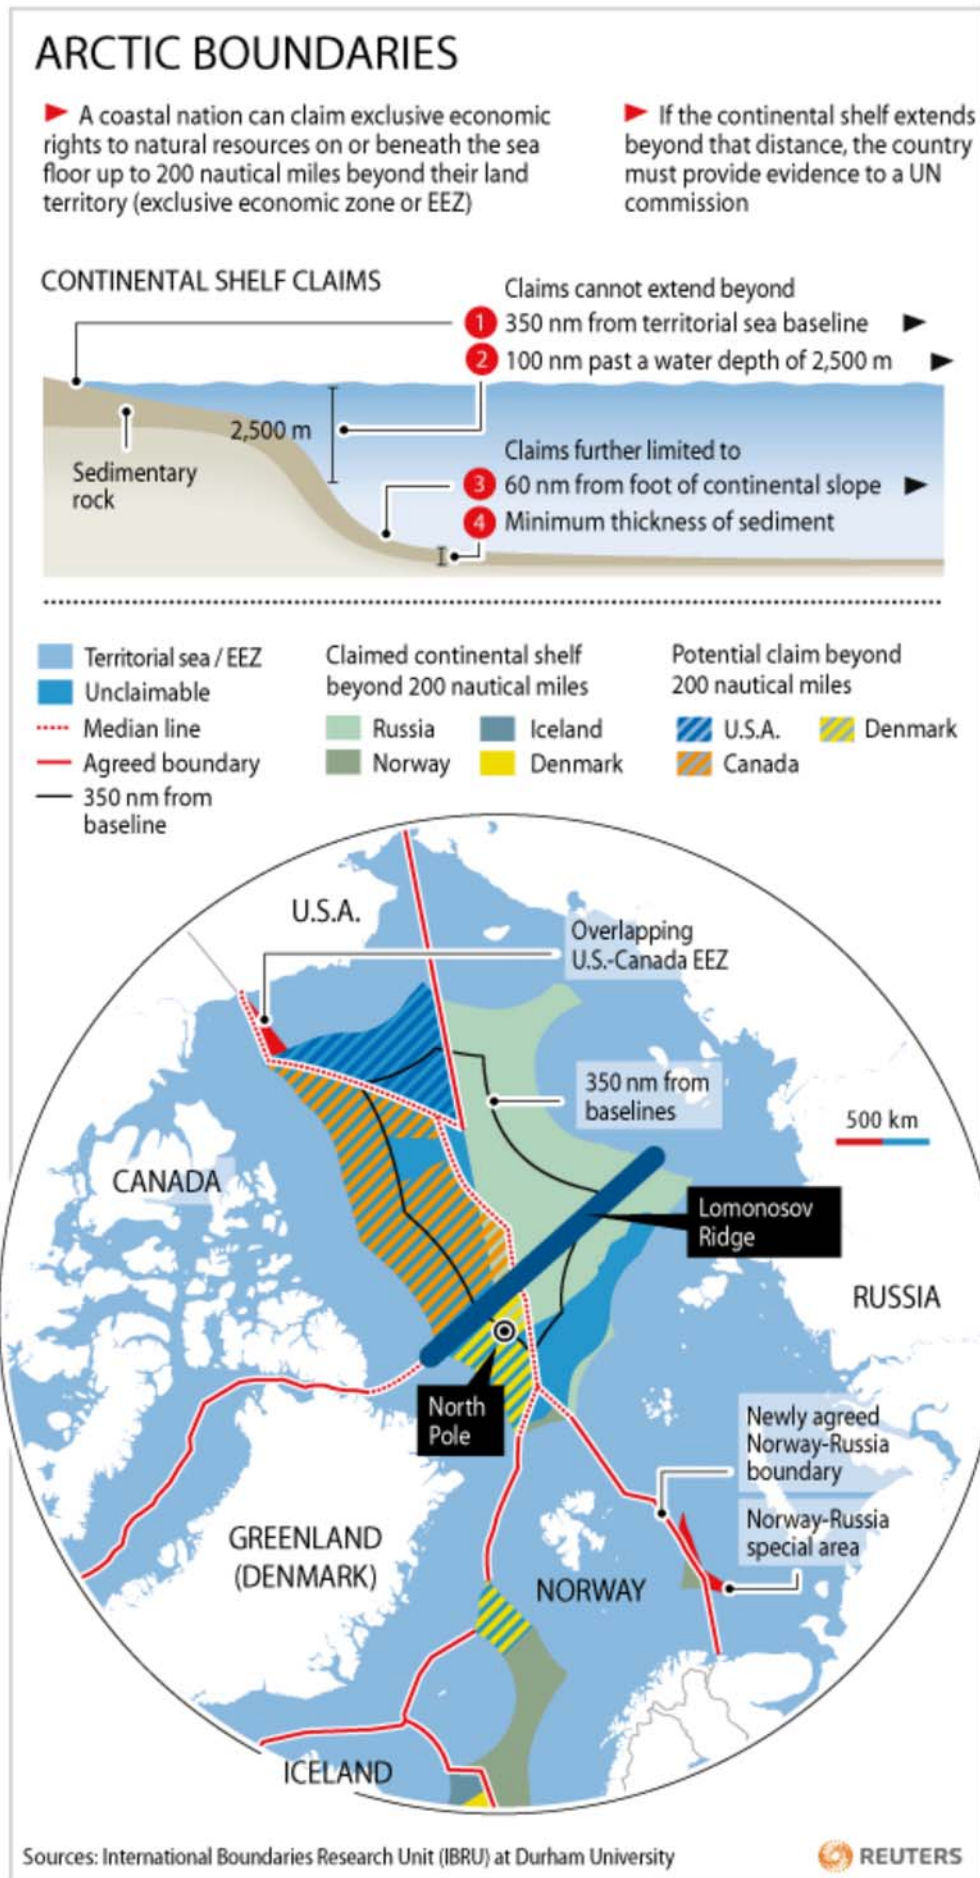 ARCTIC BOUNDARIES
A coastal nation can claim exclusive economic
rights to natural resources on or beneath the sea
floor up to 200 nautical miles beyond their land
territory (exclusive economic zone or EEZ)
If the continental shelf extends
beyond that distance, the country
must provide evidence to a UN
commission
CONTINENTAL SHELF CLAIMS
Claims cannot extend beyond
1 350 nm from territorial sea baseline
2 100 nm past a water depth of 2,500 m
2,500 m
Sedimentary
rock
Claims further limited to
3 60 nm from foot of continental slope
4 Minimum thickness of sediment
Territorial sea / EEZ
Unclaimable
Median line
Agreed boundary
350 nm from
baseline
Claimed continental shelf
beyond 200 nautical miles
Russia
Iceland
Norway
Denmark
Potential claim beyond
200 nautical miles
U.S.A.
Denmark
Canada
U.S.A.
Overlapping
U.S.-Canada EEZ
350 nm from
baselines
500 km
CANADA
Lomonosov
Ridge
RUSSIA
North
Pole
Newly agreed
Norway-Russia
boundary
Norway-Russia
special area
GREENLAND
(DENMARK)
NORWAY
ICELAND
Sources: International Boundaries Research Unit (IBRU) at Durham University
REUTERS